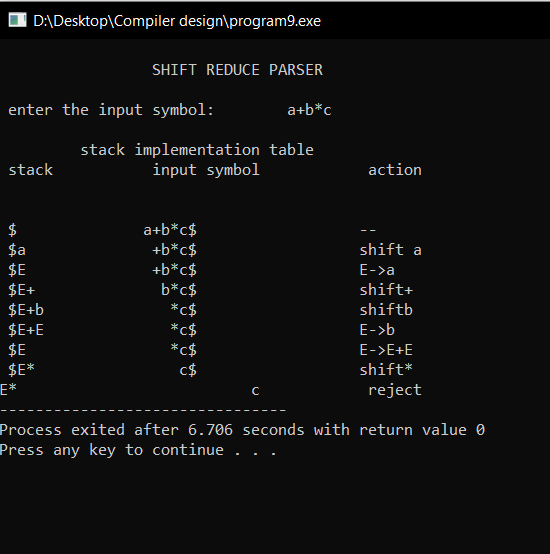 D:\Desktop\Compiler design\program9.exe
SHIFT REDUCE PARSER
enter the input symbol: a+b*c
stack implementation table
stack input symbol action
$ a+b*c$ --
$a +b*c$ shift a
$E +b*c$ E->a
$E+ b*c$ shift+
$E+b *c$ shiftb
$E+E *c$ E->b
$E *c$ E->E+E
$E* c$ shift*
E* c reject
--------------------------------
Process exited after 6.706 seconds with return value 0
Press any key to continue . . .